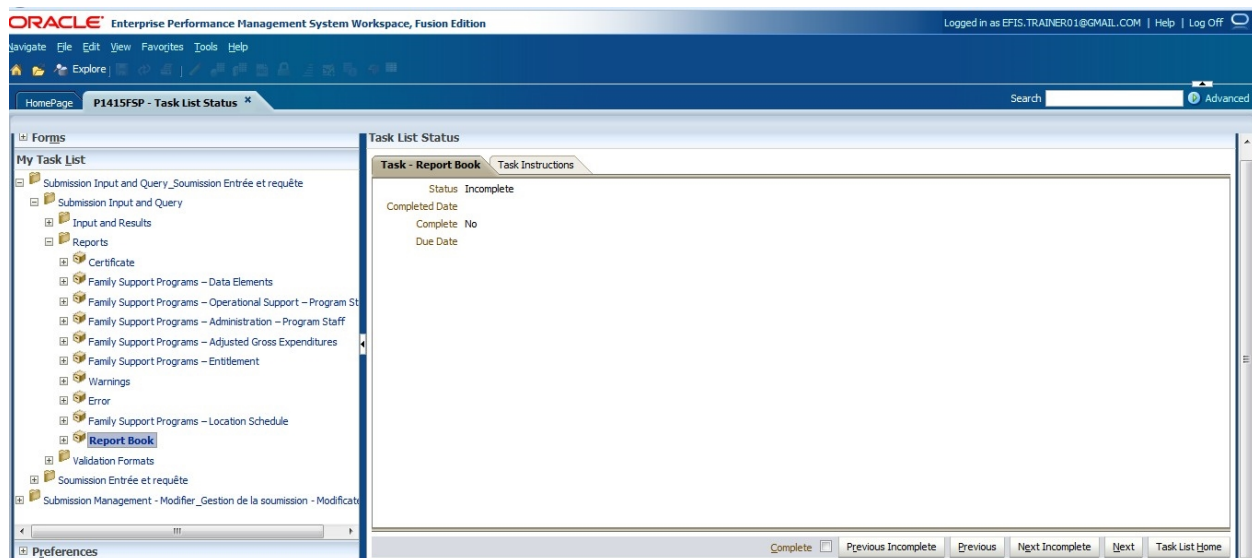 ORACLE' Enterprise Performance Management System Workspace, Fusion Edition
Logged in as EFIS.TRAINER01@GMAIL.COM | Help | Log Off
Navigate File Edit View Favorites Tools Help
Explore
HomePage P1415FSP - Task List Status
Search
Advanced
Forms
My Task List
Submission Input and Query_Soumission Entrée et requête
Submission Input and Query
Input and Results
Reports
Certificate
Family Support Programs – Data Elements
Family Support Programs – Operational Support – Program St
Family Support Programs – Administration – Program Staff
Family Support Programs – Adjusted Gross Expenditures
Family Support Programs – Entitlement
Warnings
Error
Family Support Programs – Location Schedule
Report Book
Validation Formats
Soumission Entrée et requête
Submission Management - Modifier_Gestion de la soumission - Modificat
Preferences
Task List Status
Task - Report Book Task Instructions
Status Incomplete
Completed Date
Complete No
Due Date
Complete Previous Incomplete Previous Next Incomplete Next Task List Home